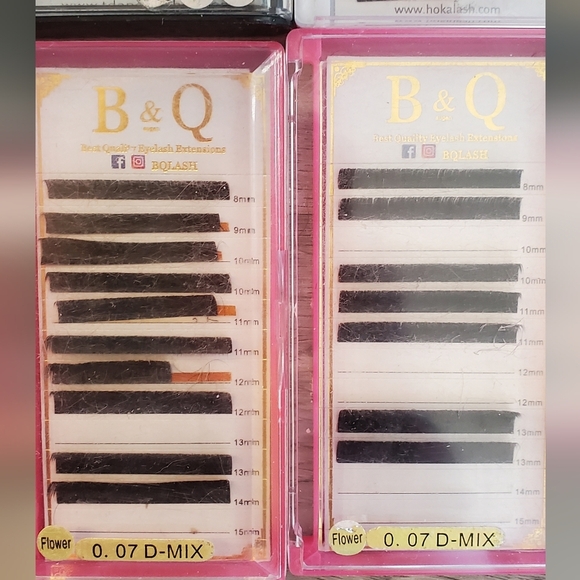 www.hokalash.com
B & Q
Best Quality Eyelash Extensions
BQLASH
8mm
9mm
10mm
10mm
11mm
11mm
12mm
12mm
13mm
13mm
14mm
15mm
Flower
0. 07 D-MIX
B & Q
Best Quality Eyelash Extensions
BQLASH
8mm
9mm
10mm
10mm
11mm
11mm
12mm
12mm
13mm
13mm
14mm
15mm
Flower
0. 07 D-MIX